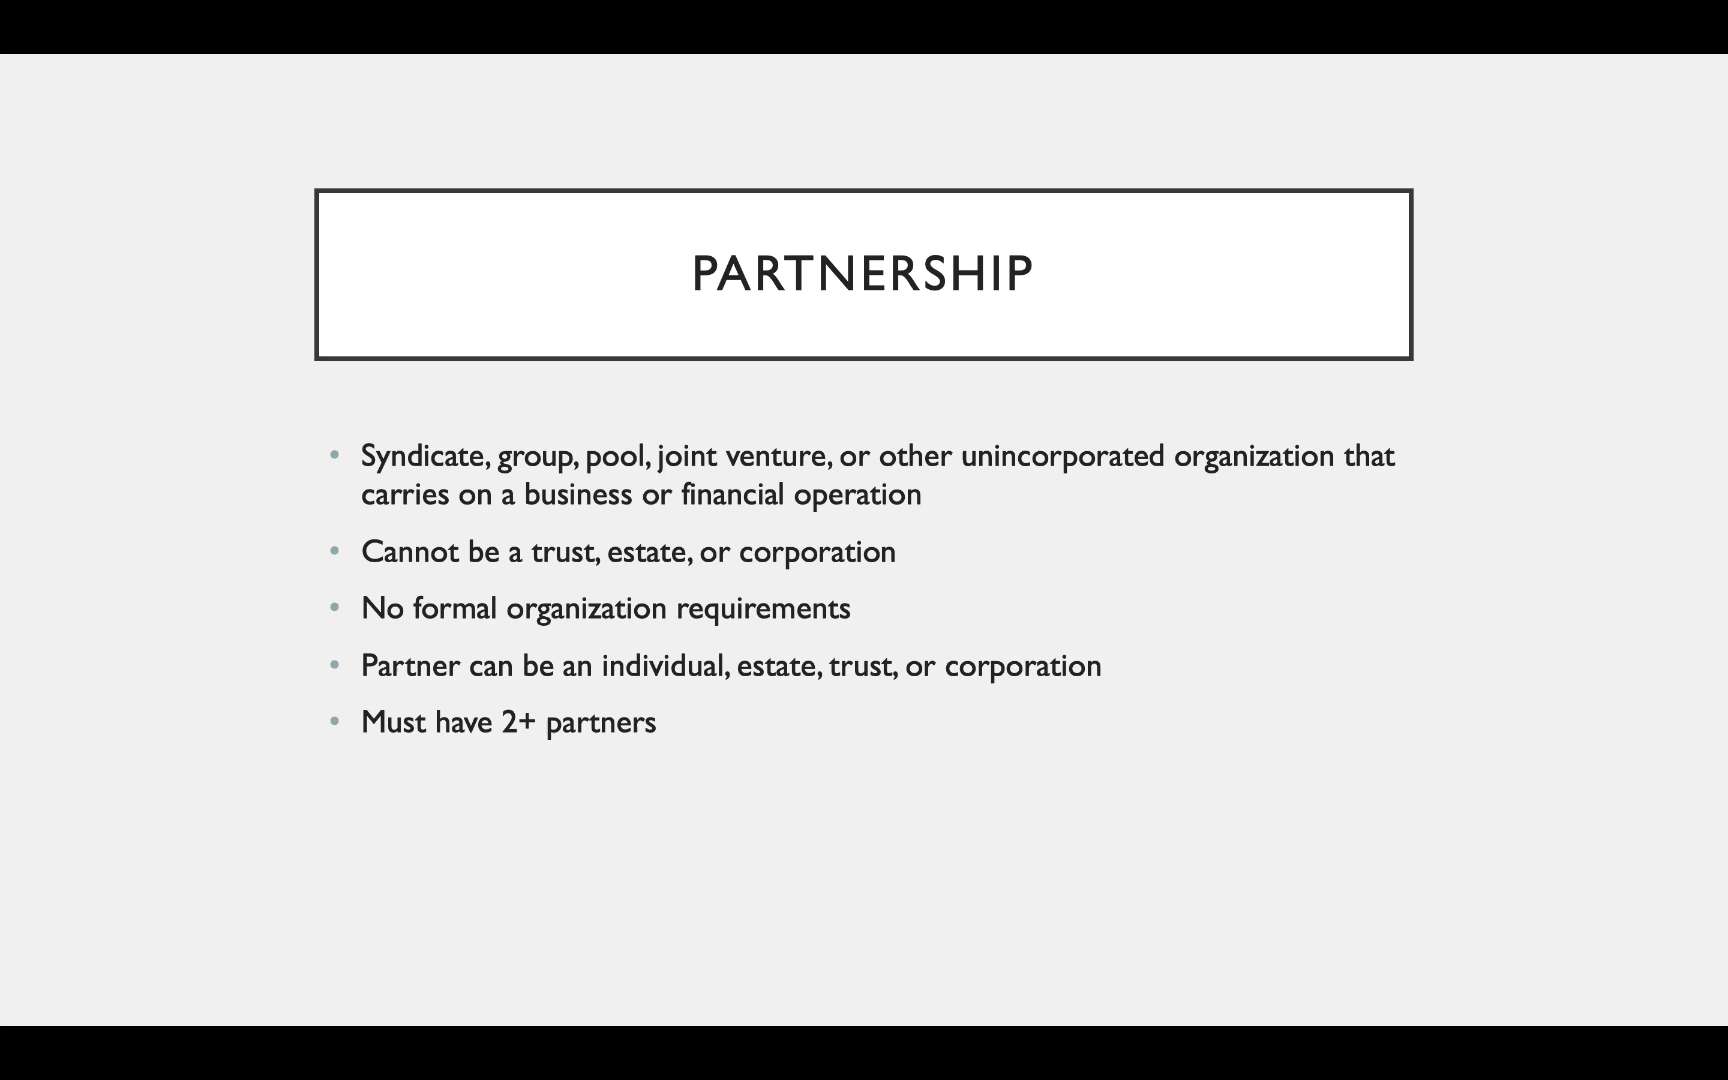 PARTNERSHIP
• Syndicate, group, pool, joint venture, or other unincorporated organization that
carries on a business or financial operation
• Cannot be a trust, estate, or corporation
• No formal organization requirements
• Partner can be an individual, estate, trust, or corporation
• Must have 2+ partners